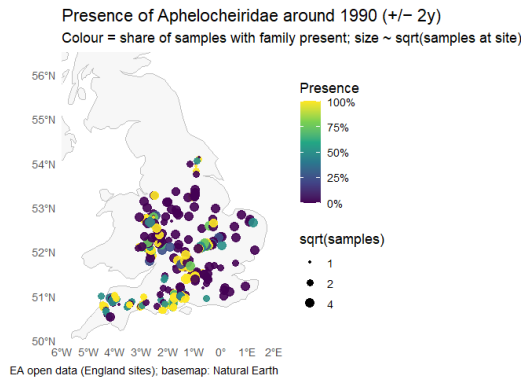 Presence of Aphelocheiridae around 1990 (+/− 2y)
Colour = share of samples with family present; size ~ sqrt(samples at site)
56°N
55°N
54°N
53°N
52°N
51°N
50°N
6°W 5°W 4°W 3°W 2°W 1°W 0° 1°E 2°E
Presence
100%
75%
50%
25%
0%
sqrt(samples)
1
2
4
EA open data (England sites); basemap: Natural Earth